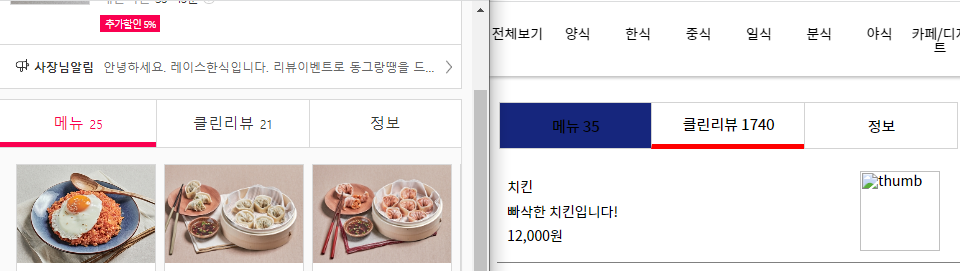 추가할인 5%
사장님알림 안녕하세요. 레이스한식입니다. 리뷰이벤트로 동그랑땡을 드...
메뉴 25
클린리뷰 21
정보
전체보기 양식 한식 중식 일식 분식 야식 카페/디저
트
메뉴 35
클린리뷰 1740
정보
치킨
빠삭한 치킨입니다!
12,000원
thumb